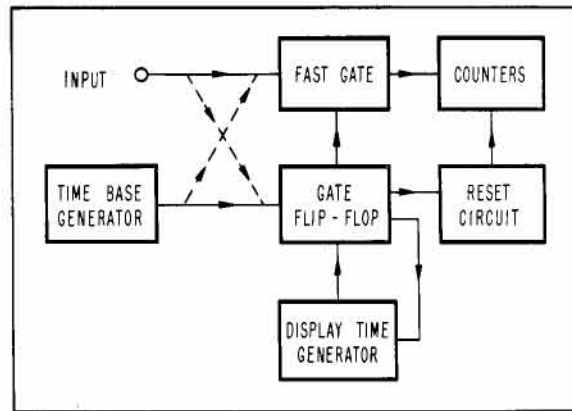 INPUT
FAST GATE
COUNTERS
TIME BASE
GENERATOR
GATE
FLIP-FLOP
RESET
CIRCUIT
DISPLAY TIME
GENERATOR